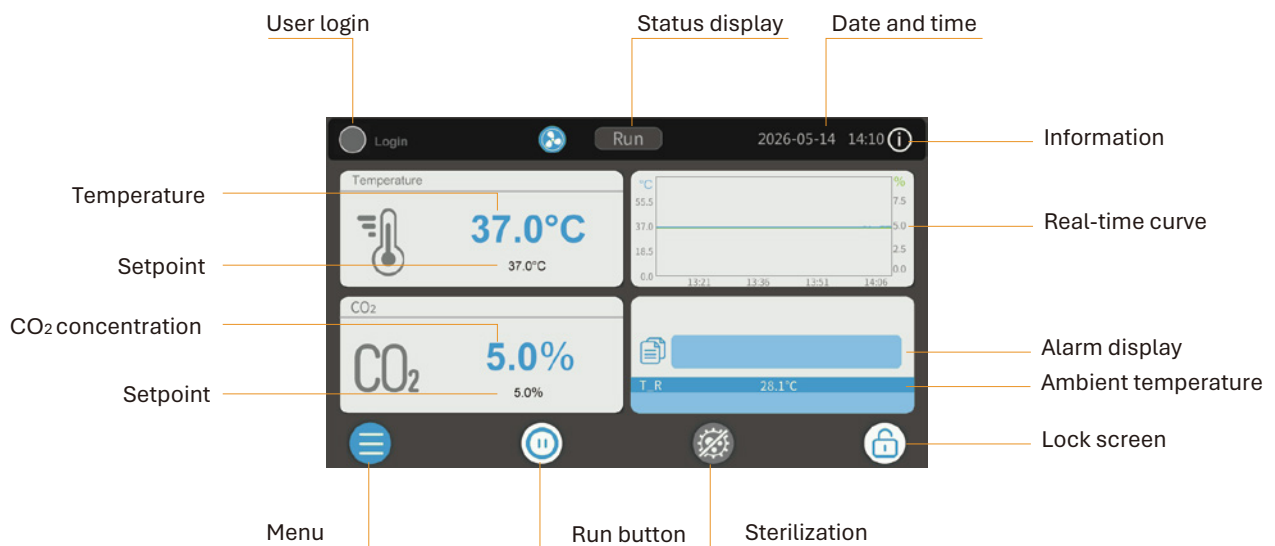 User login
Status display
Date and time
Login
Run
2026-05-14 14:10
Information
Temperature
Temperature
37.0°C
Setpoint
37.0°C
°C
%
55.5
7.5
37.0
5.0
18.5
2.5
0.0
0.0
13:21 13:36 13:51 14:06
Real-time curve
CO₂
CO₂ concentration
CO₂
5.0%
Setpoint
5.0%
Alarm display
T_R 28.1°C
Ambient temperature
Lock screen
Menu
Run button
Sterilization